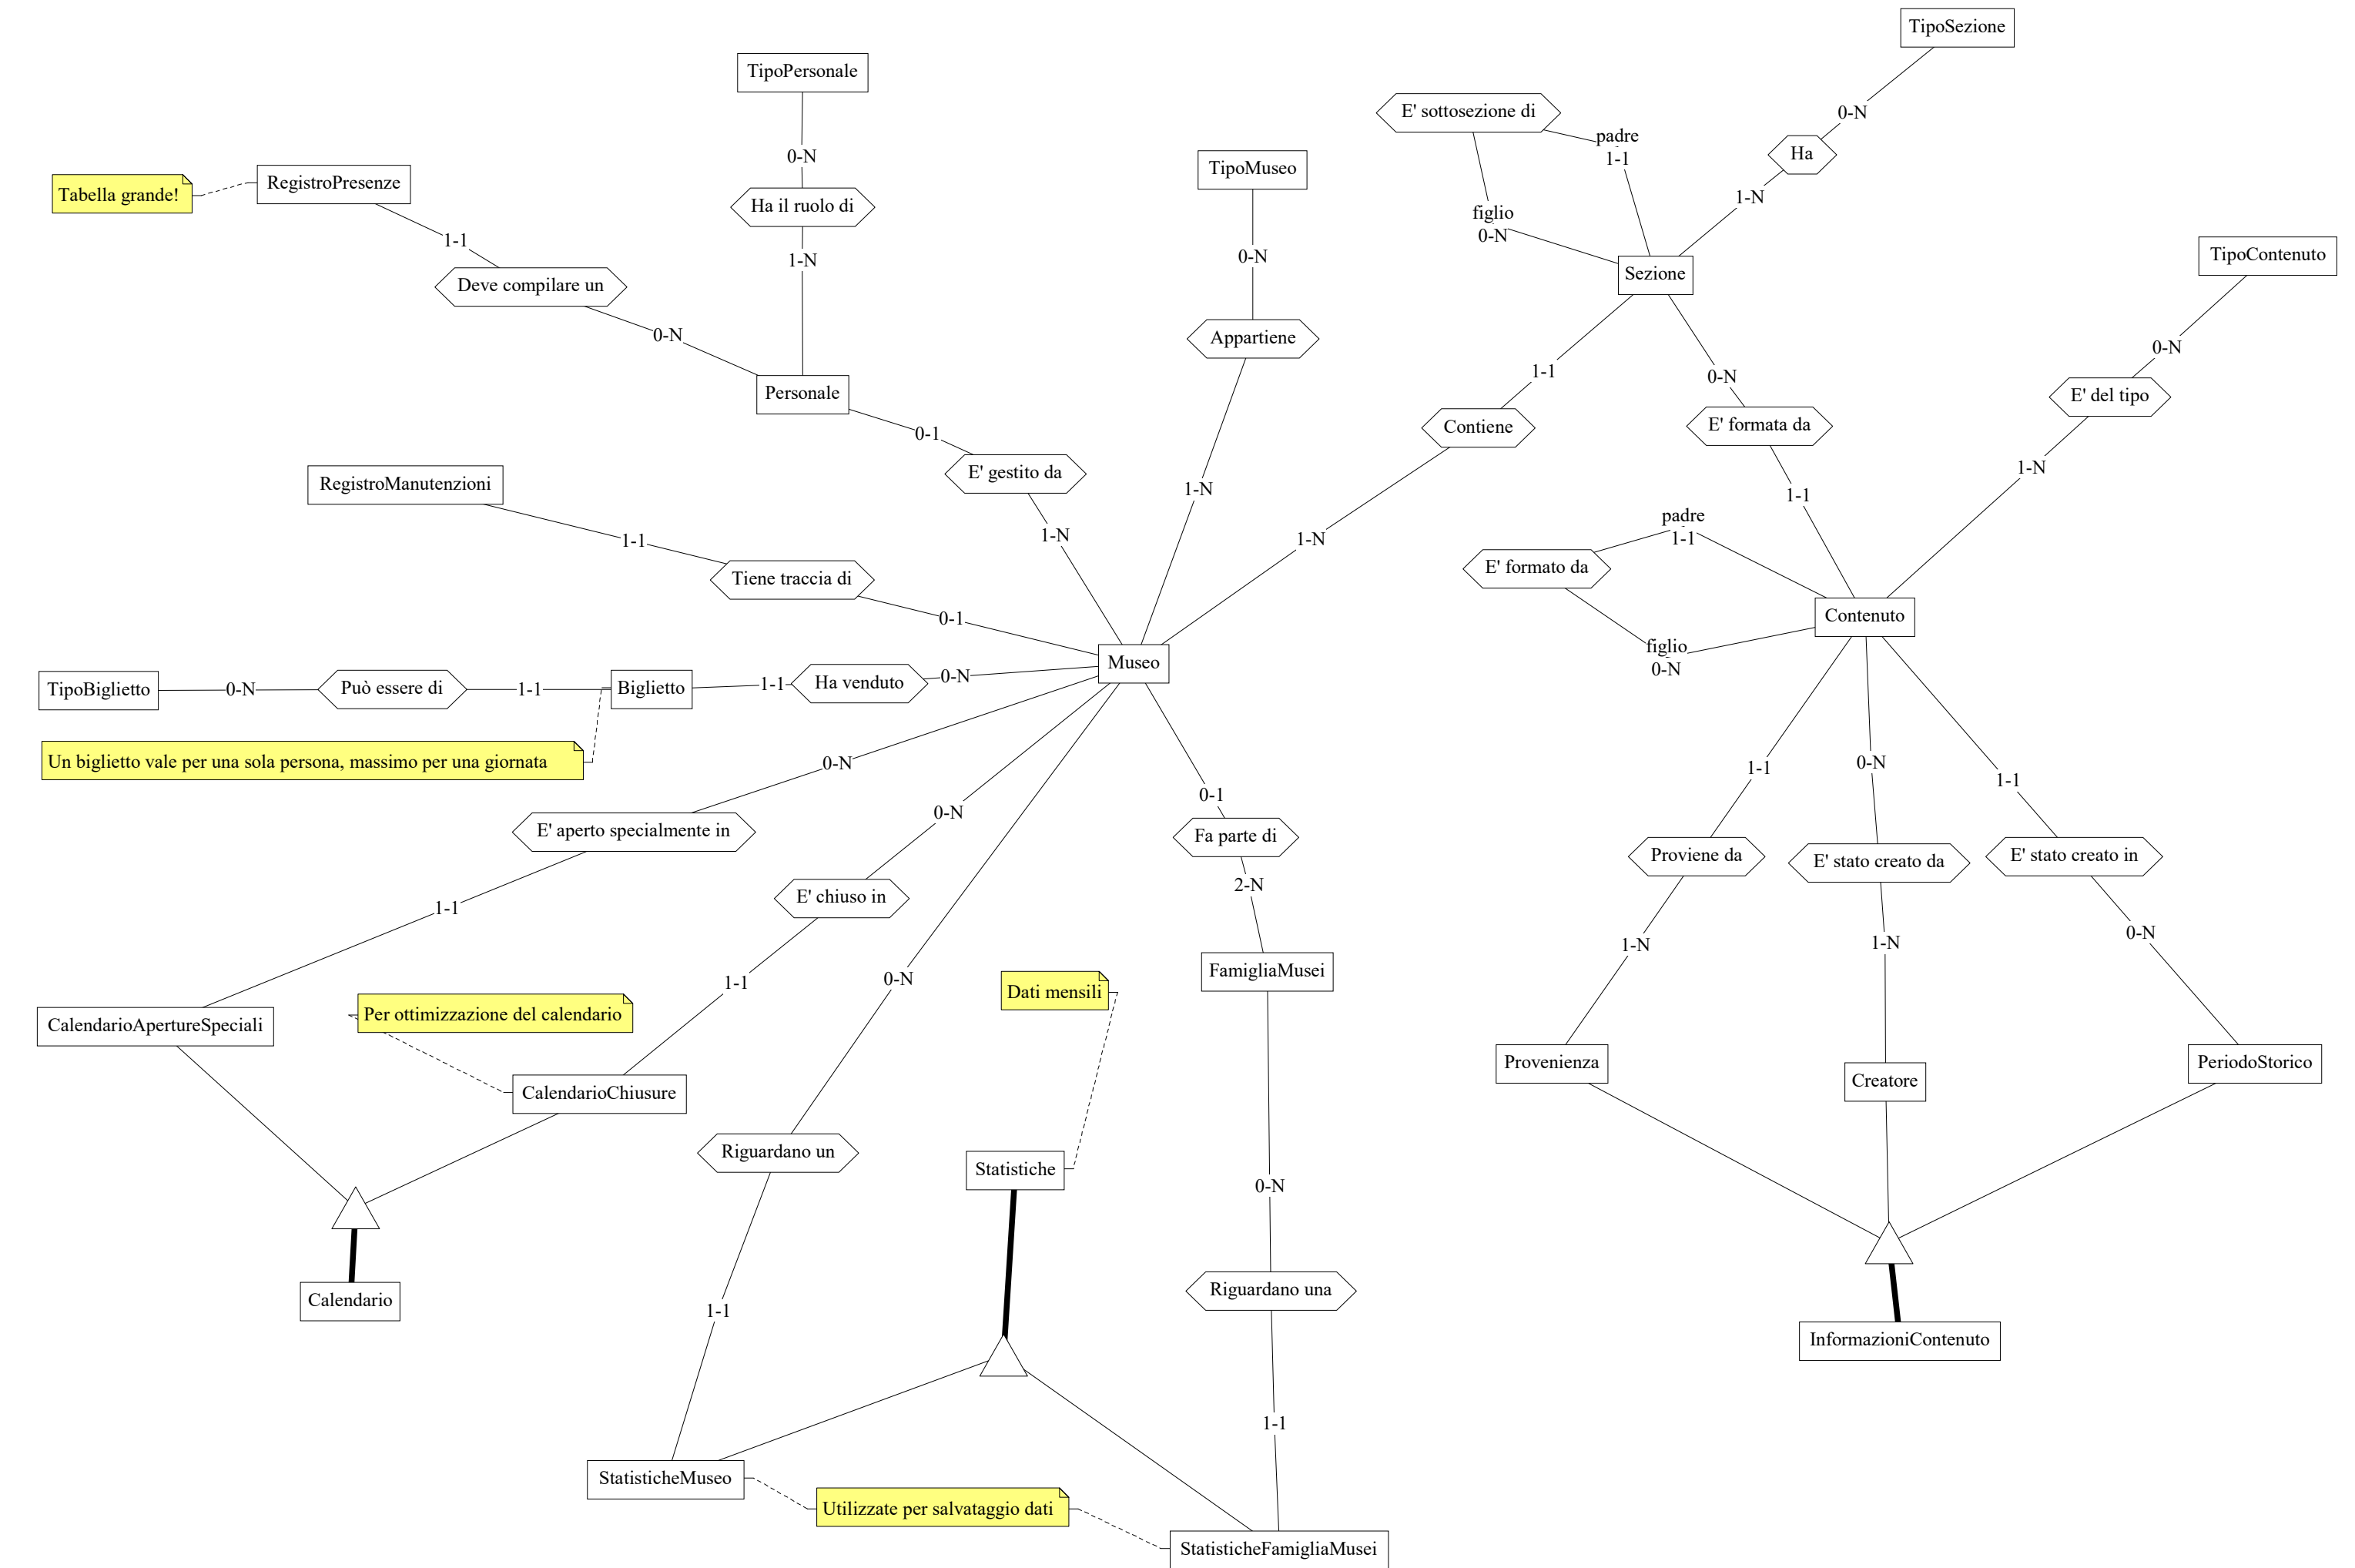 TipoSezione
TipoPersonale
E' sottosezione di
0-N
padre
1-1
Ha
0-N
TipoMuseo
Tabella grande!
RegistroPresenze
1-N
Ha il ruolo di
figlio
0-N
1-1
1-N
0-N
TipoContenuto
Sezione
Deve compilare un
0-N
Appartiene
0-N
1-1
0-N
Personale
E' del tipo
0-1
Contiene
E' formata da
E' gestito da
1-N
RegistroManutenzioni
1-N
1-1
padre
1-1
1-N
1-N
1-1
E' formato da
Tiene traccia di
0-1
Contenuto
figlio
0-N
Museo
TipoBiglietto
0-N
Può essere di
1-1
Biglietto
1-1
Ha venduto
0-N
Un biglietto vale per una sola persona, massimo per una giornata
0-N
0-1
1-1
0-N
1-1
0-N
E' aperto specialmente in
Fa parte di
Proviene da
E' stato creato da
E' stato creato in
2-N
E' chiuso in
1-1
0-N
1-N
1-N
FamigliaMusei
0-N
1-1
Dati mensili
Per ottimizzazione del calendario
CalendarioApertureSpeciali
Provenienza
Creatore
PeriodoStorico
CalendarioChiusure
Riguardano un
Statistiche
0-N
Riguardano una
Calendario
1-1
InformazioniContenuto
1-1
StatisticheMuseo
Utilizzate per salvataggio dati
StatisticheFamigliaMusei